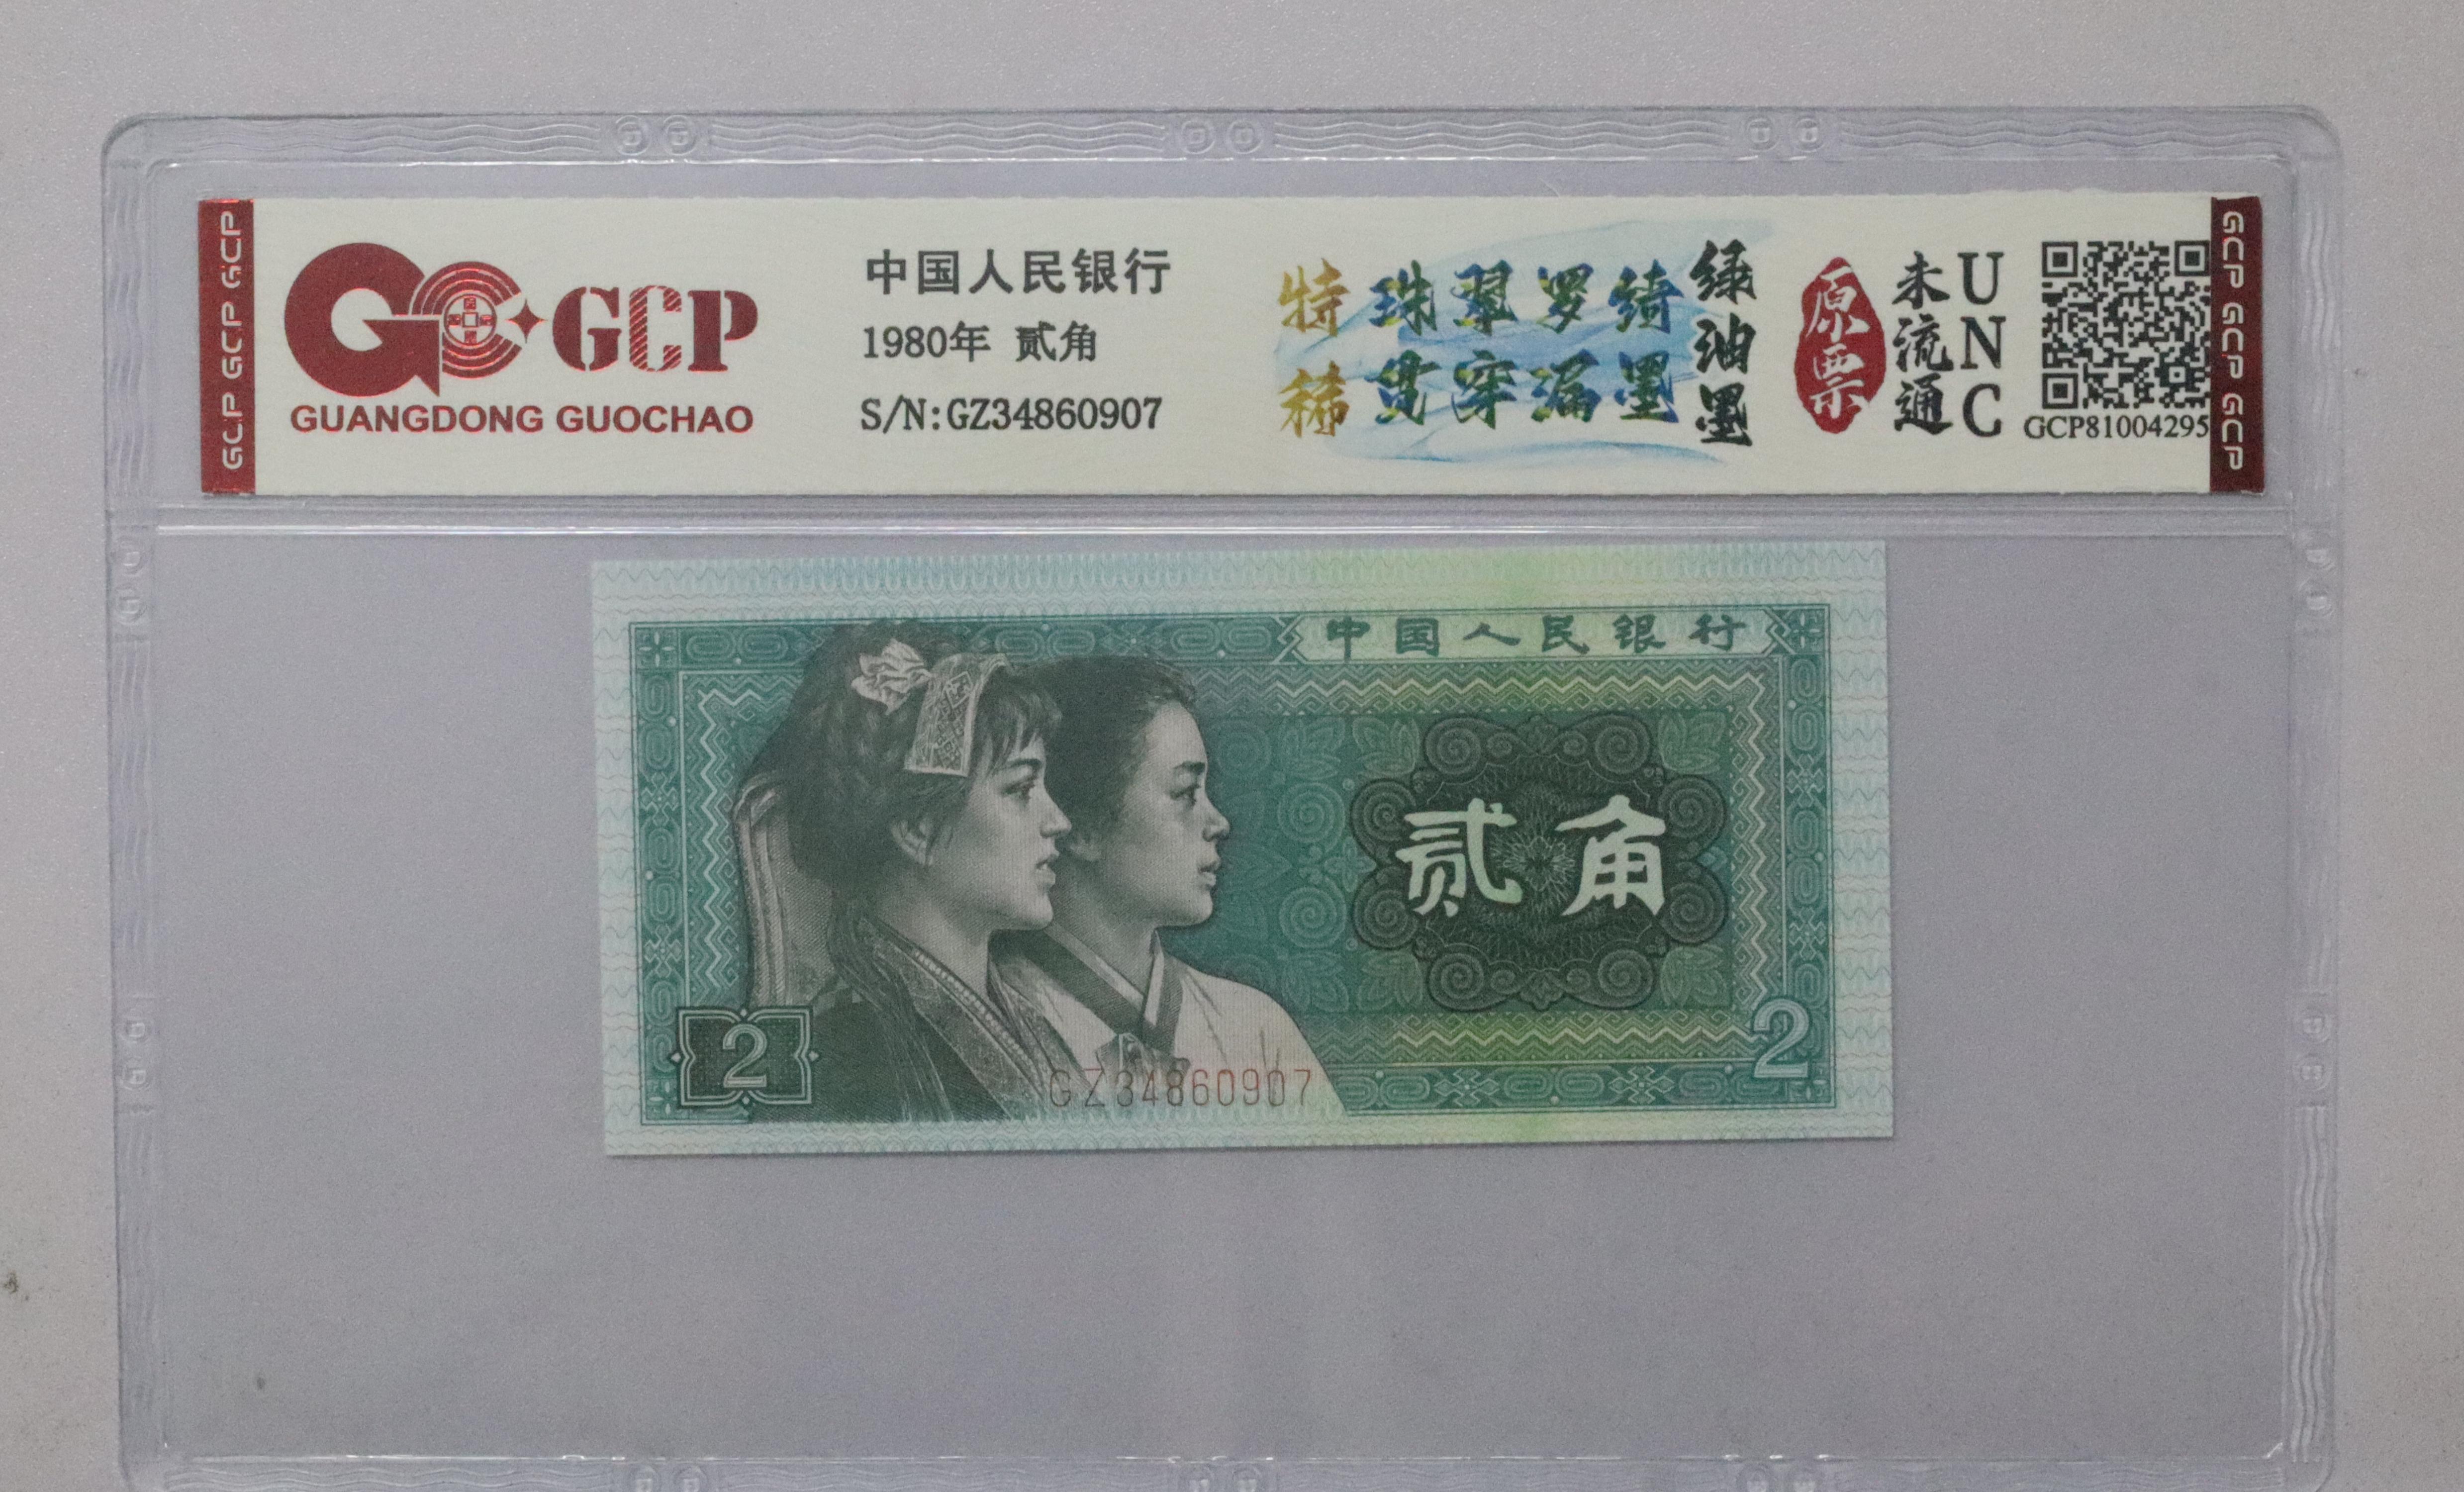 GCP GCP GCP
GCP
GUANGDONG GUOCHAO
中国人民银行
1980年 贰角
S/N:GZ34860907
特稀
珠翠罗绮
贯穿漏墨
绿油墨
原票
未流通
UNC
GCP81004295
GCP GCP GCP
中国人民银行
贰角
2
2
GZ34860907